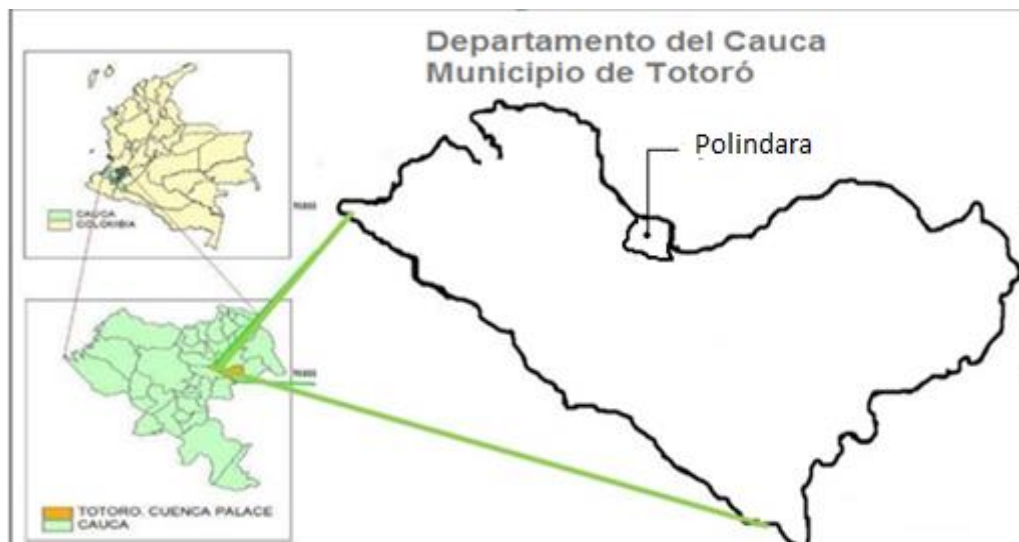 Departamento del Cauca
Municipio de Totoró
Polindara
CAUCA
COLOMBIA
TOTORO. CUENCA PALACE
CAUCA